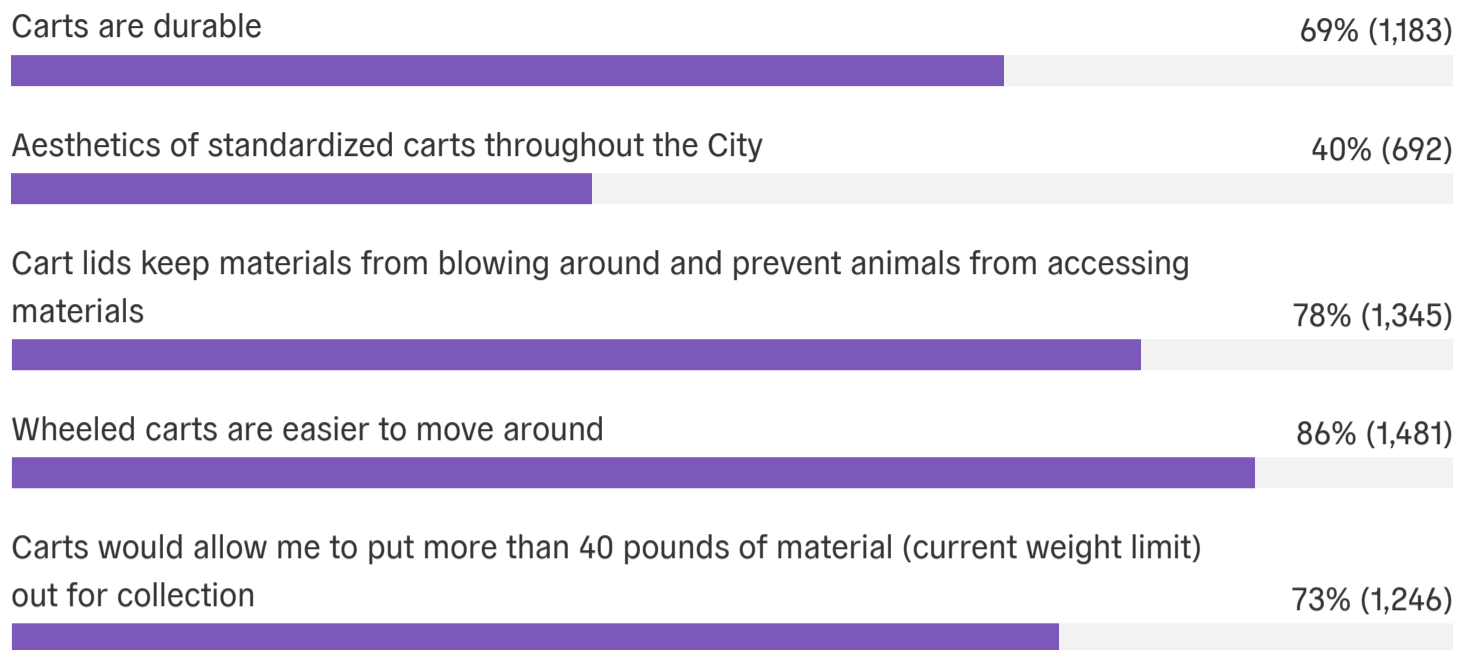 Carts are durable
69% (1,183)
Aesthetics of standardized carts throughout the City
40% (692)
Cart lids keep materials from blowing around and prevent animals from accessing
materials
78% (1,345)
Wheeled carts are easier to move around
86% (1,481)
Carts would allow me to put more than 40 pounds of material (current weight limit)
out for collection
73% (1,246)